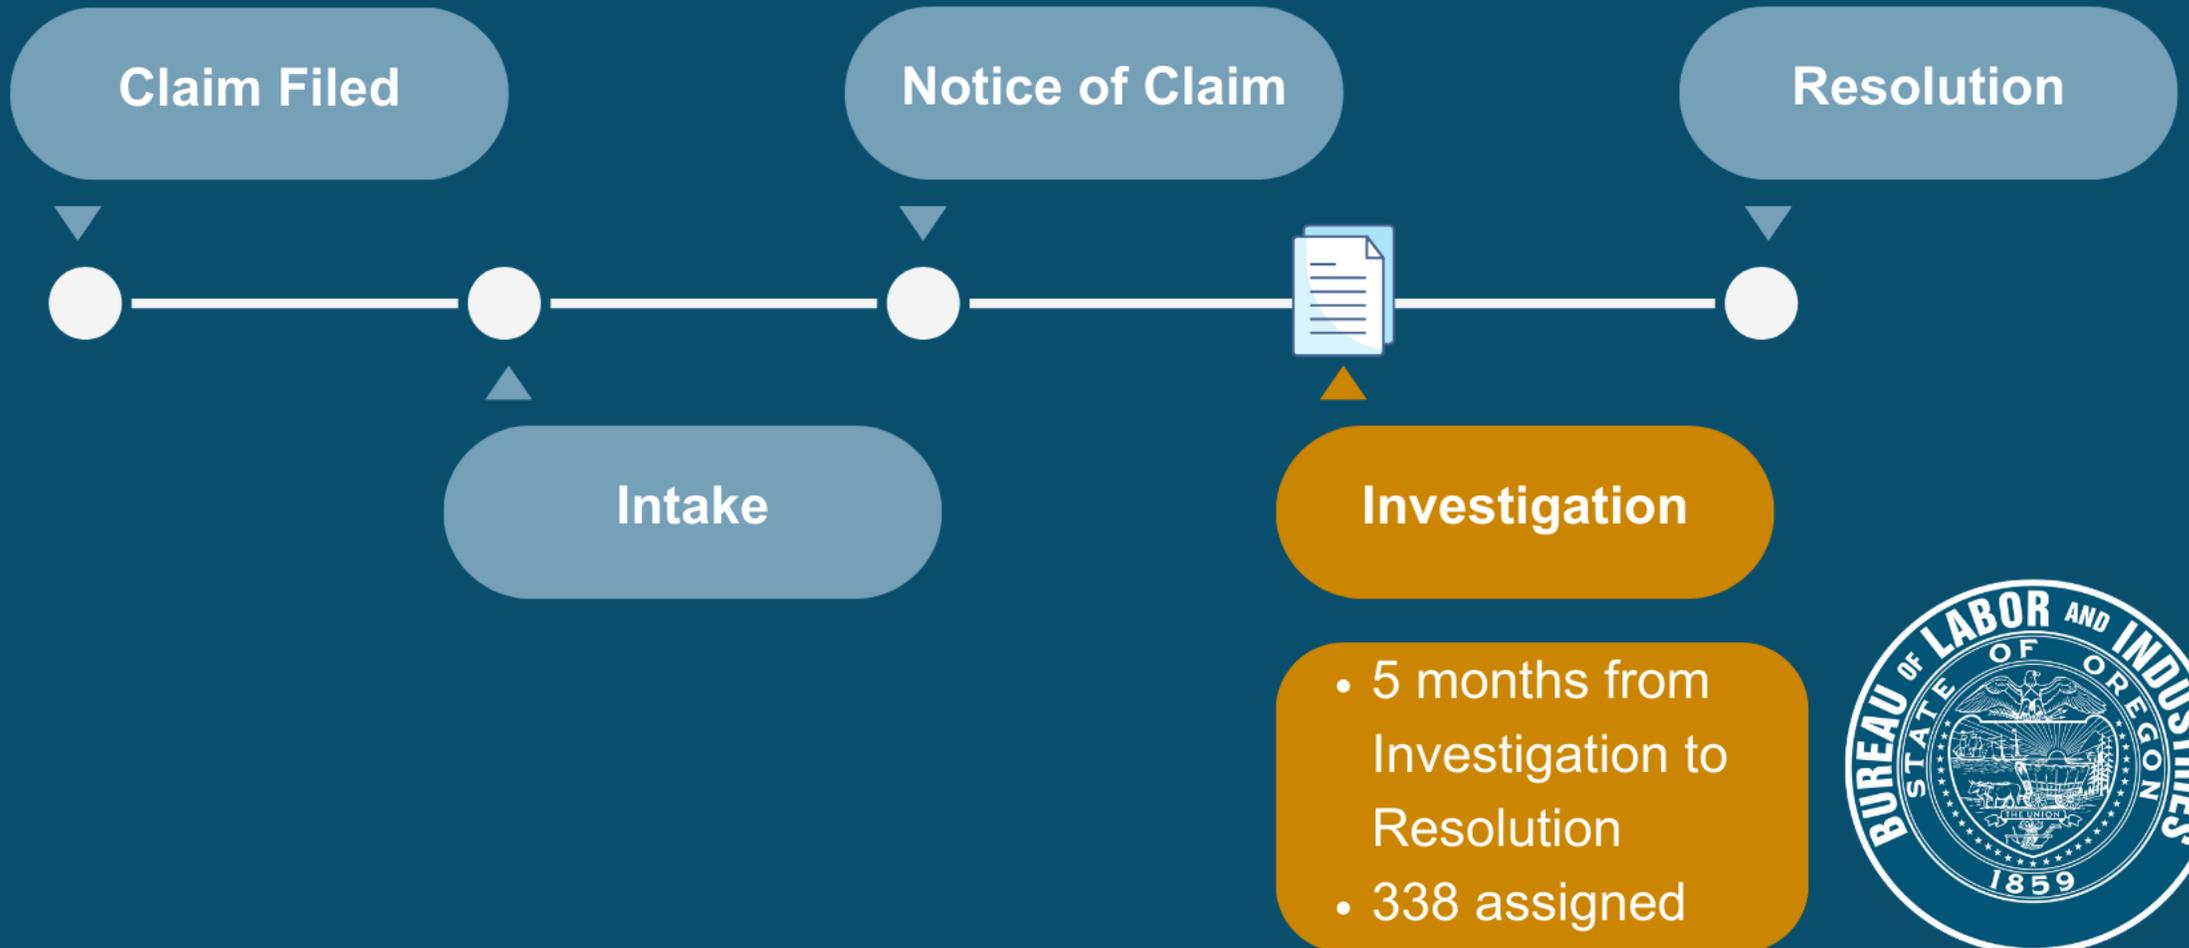 Claim Filed
Notice of Claim
Resolution
Intake
Investigation
• 5 months from
Investigation to
Resolution
• 338 assigned
BUREAU OF LABOR AND INDUSTRIES
STATE OF OREGON
THE UNION
1859